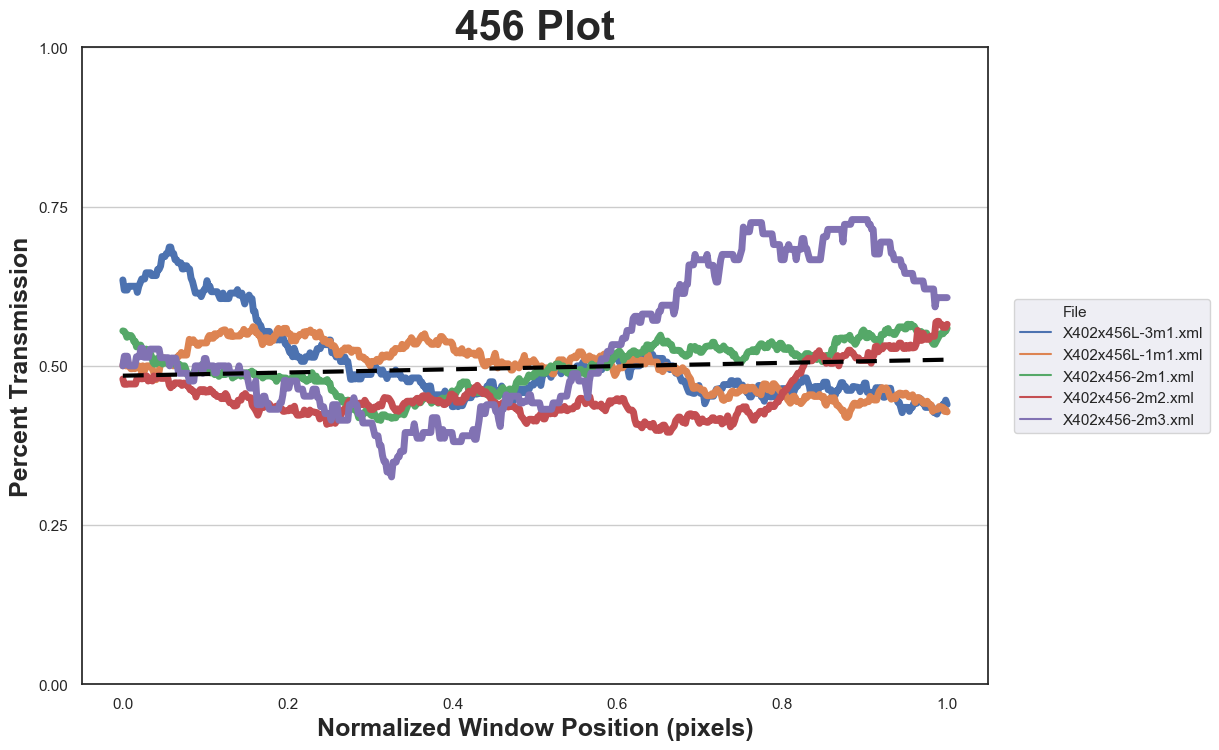 456 Plot
1.00
0.75
0.50
0.25
0.00
Percent Transmission
0.0 0.2 0.4 0.6 0.8 1.0
Normalized Window Position (pixels)
File
X402x456L-3m1.xml
X402x456L-1m1.xml
X402x456-2m1.xml
X402x456-2m2.xml
X402x456-2m3.xml